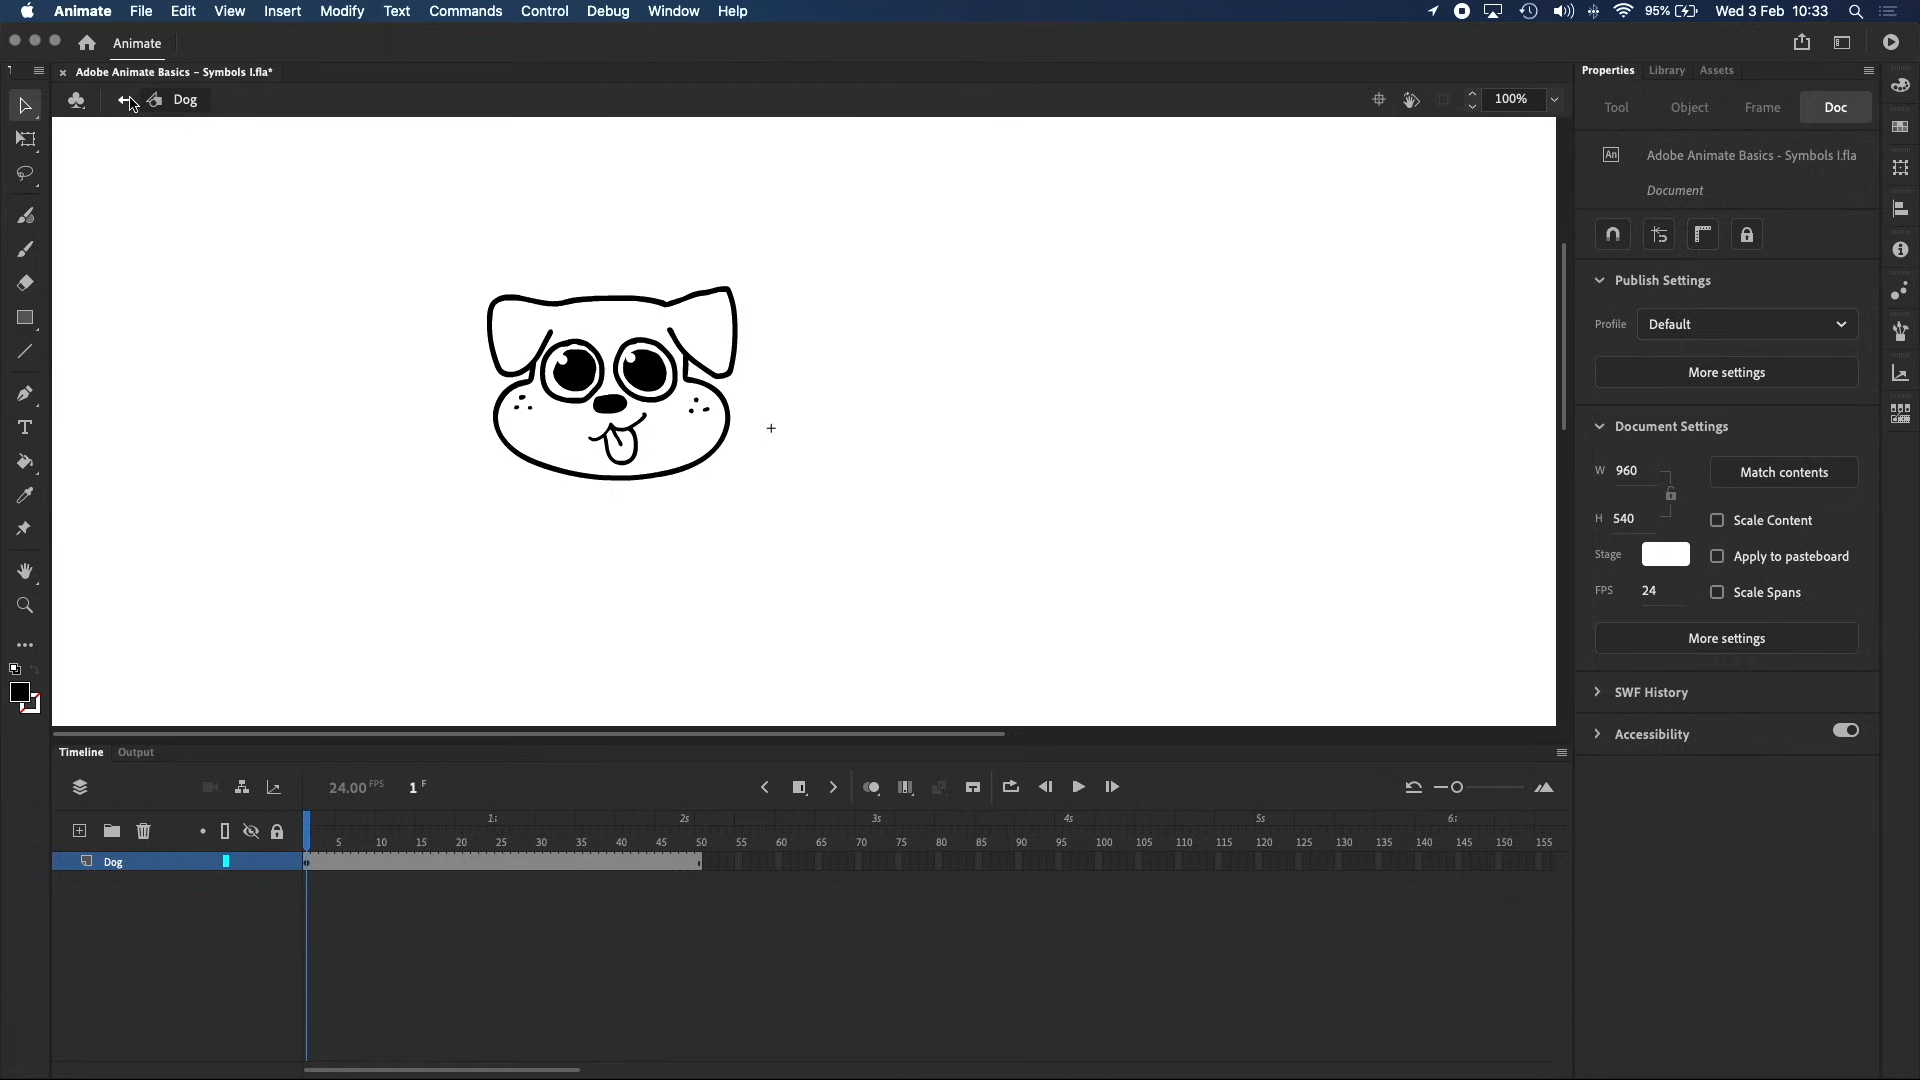 Animate File Edit View Insert Modify Text Commands Control Debug Window Help 95% Wed 3 Feb 10:33
Animate
Adobe Animate Basics - Symbols I.fla*
Dog 100%
Properties Library Assets
Tool Object Frame Doc
An Adobe Animate Basics - Symbols I.fla
Document
Publish Settings
Profile Default
More settings
Document Settings
W 960 Match contents
H 540 Scale Content
Stage Apply to pasteboard
FPS 24 Scale Spans
More settings
SWF History
Accessibility
Timeline Output
24.00 FPS 1 F
2s 3s 4s 5s
5 10 15 20 25 30 35 40 45 50 55 60 65 70 75 80 85 90 95 100 105 110 115 120 125 130 135 140 145 150 155
Dog